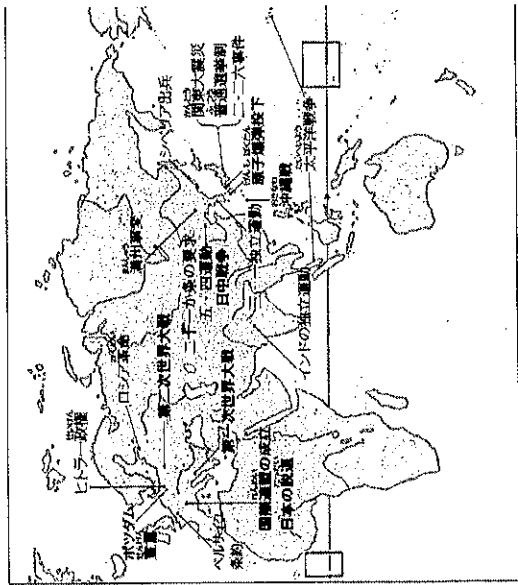 ヒトラー政権
ロシア革命
ポツダム
宣言
第二次世界大戦
ベルサイユ
条約
国際連盟の成立
日本の脱退
第一次世界大戦
満州事変
二十一か条の要求
五・四運動
日中戦争
三・一独立運動
インドの独立運動
シベリア出兵
関東大震災
普通選挙制
二・二六事件
原子爆弾投下
沖縄戦
太平洋戦争